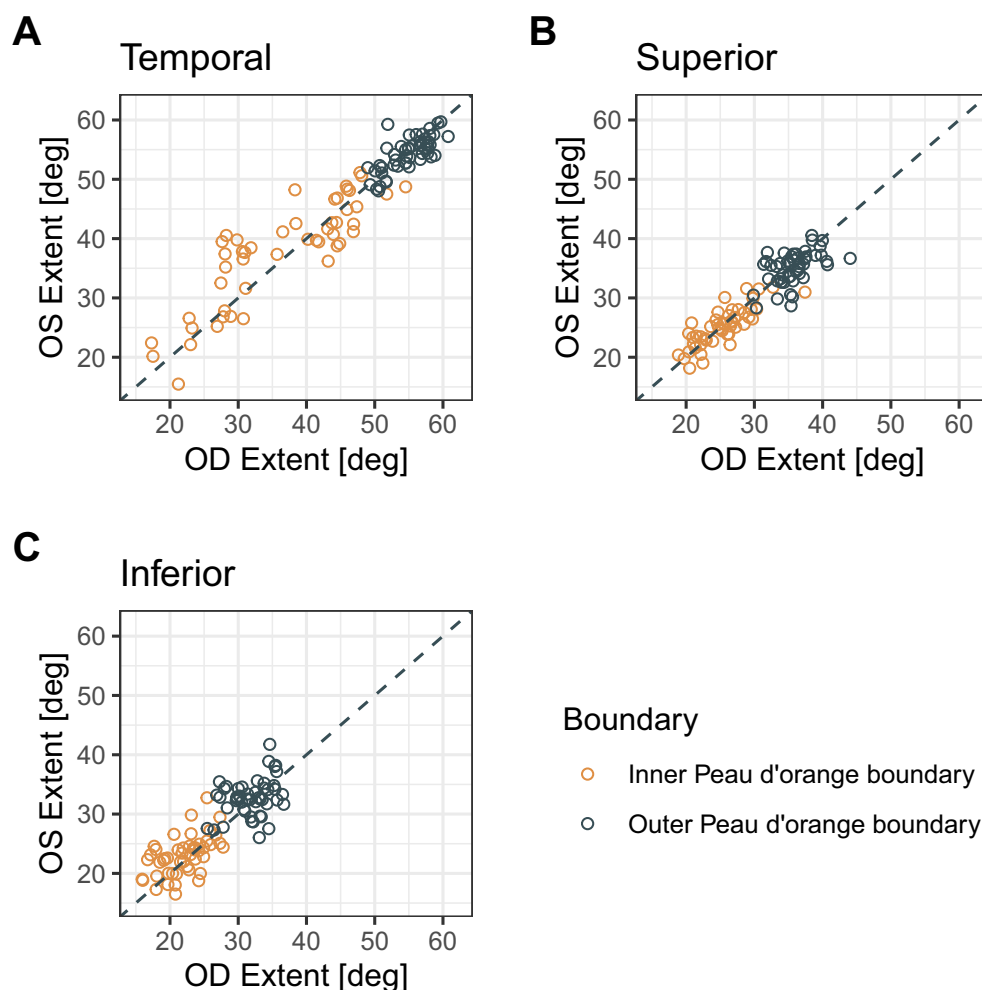 A
Temporal
OS Extent [deg]
60
50
40
30
20
20 30 40 50 60
OD Extent [deg]
B
Superior
OS Extent [deg]
60
50
40
30
20
20 30 40 50 60
OD Extent [deg]
C
Inferior
OS Extent [deg]
60
50
40
30
20
20 30 40 50 60
OD Extent [deg]
Boundary
Inner Peau d'orange boundary
Outer Peau d'orange boundary